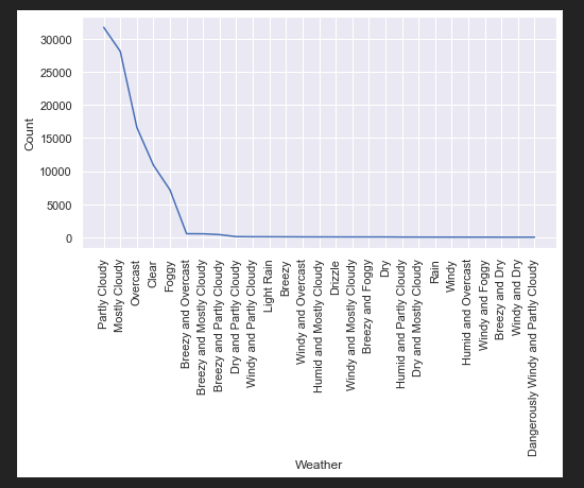 30000
25000
20000
15000
10000
5000
0
Count
Partly Cloudy
Mostly Cloudy
Overcast
Clear
Foggy
Breezy and Overcast
Breezy and Mostly Cloudy
Breezy and Partly Cloudy
Dry and Partly Cloudy
Windy and Partly Cloudy
Light Rain
Breezy
Windy and Overcast
Humid and Mostly Cloudy
Drizzle
Windy and Mostly Cloudy
Breezy and Foggy
Dry
Humid and Partly Cloudy
Dry and Mostly Cloudy
Rain
Windy
Humid and Overcast
Windy and Foggy
Breezy and Dry
Windy and Dry
Dangerously Windy and Partly Cloudy
Weather